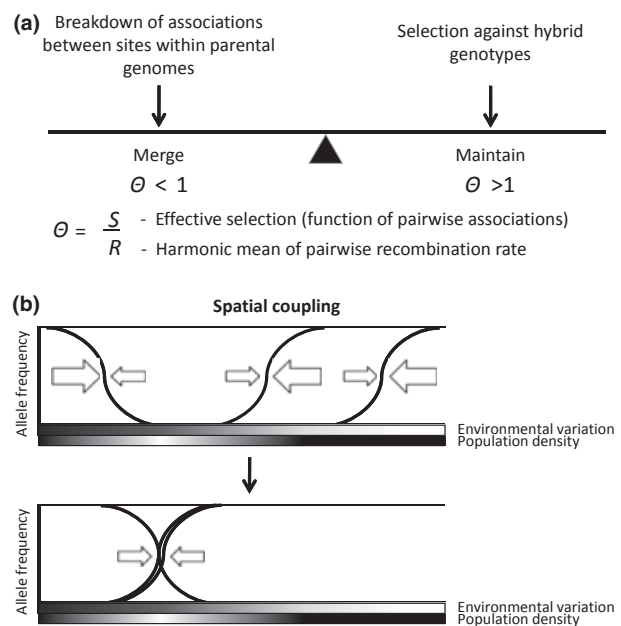 (a) Breakdown of associations
between sites within parental
genomes
Selection against hybrid
genotypes
Merge
Θ < 1
Maintain
Θ >1
Θ = S - Effective selection (function of pairwise associations)
R - Harmonic mean of pairwise recombination rate
(b)
Spatial coupling
Allele frequency
Environmental variation
Population density
Allele frequency
Environmental variation
Population density